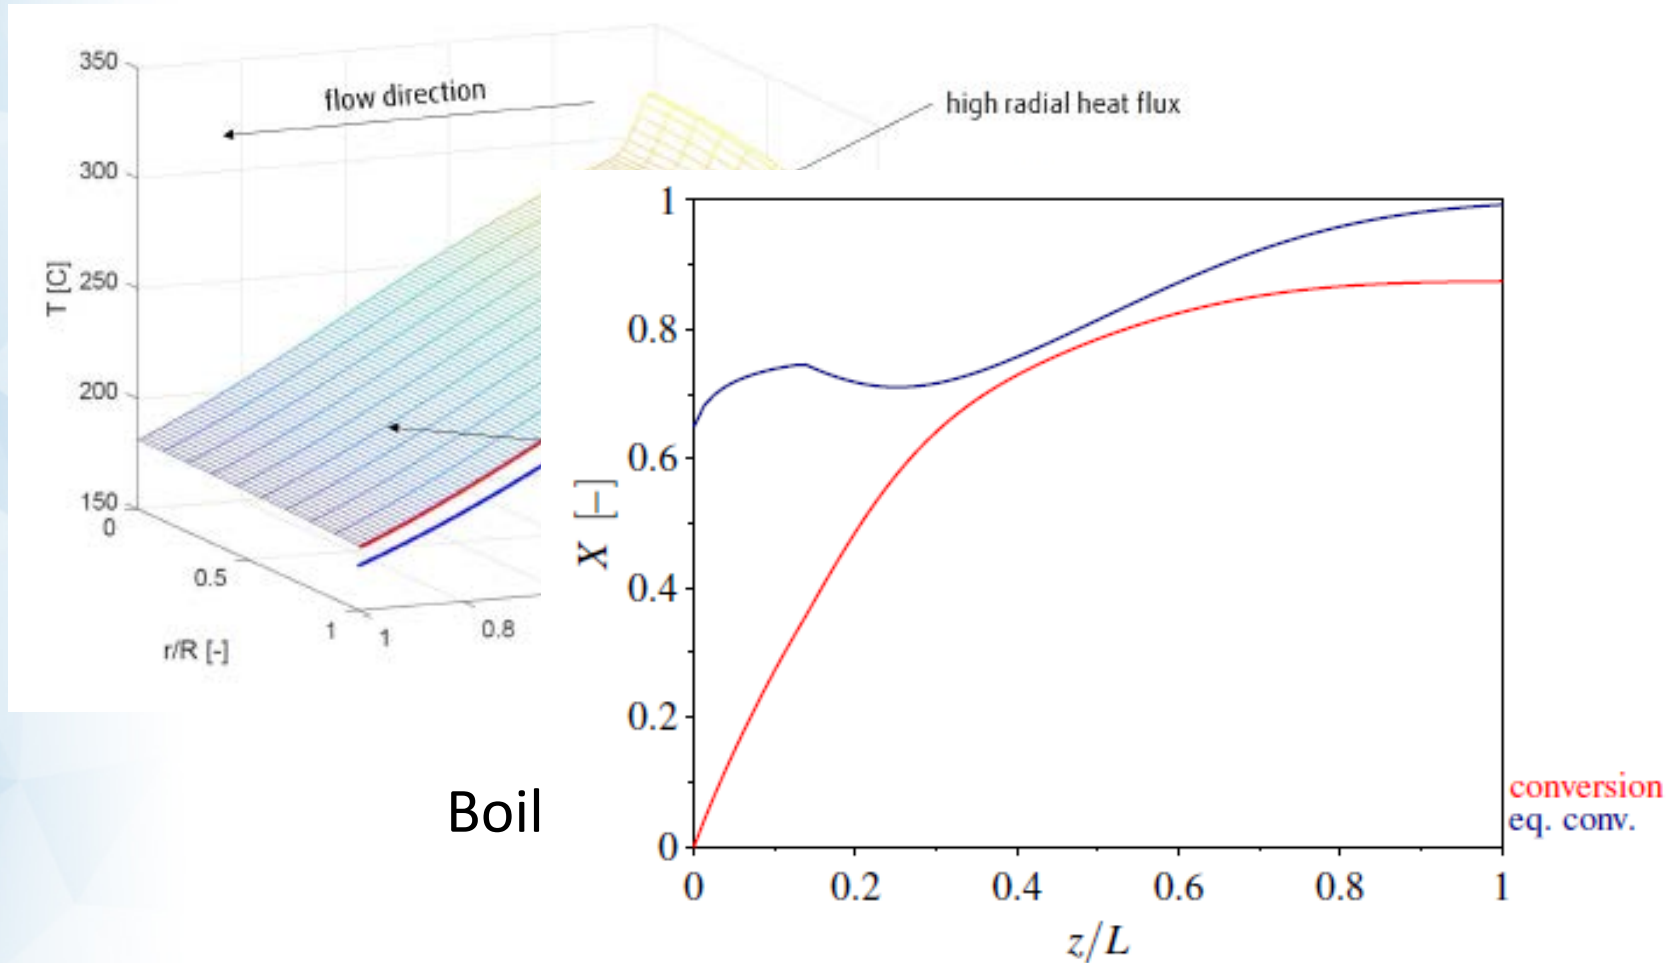 350
flow direction
high radial heat flux
300
T [C]
250
200
150
0
0.5
1
r/R [-]
1
0.8
Boil
1
0.8
0.6
X [–]
0.4
0.2
0
0
0.2
0.4
0.6
0.8
1
z/L
conversion
eq. conv.